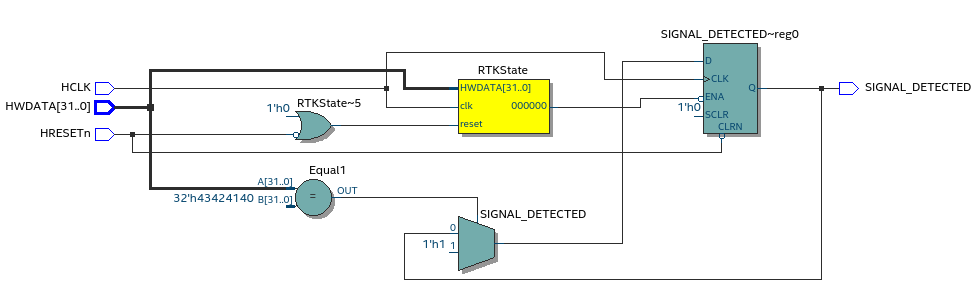 SIGNAL_DETECTED~reg0
RTKState
HCLK
HWDATA[31..0]
HRESETn
RTKState~5
1'h0
HWDATA[31..0]
clk
reset
000000
D
CLK
ENA
1'h0
SCLR
CLRN
Q
SIGNAL_DETECTED
Equal1
A[31..0]
32'h43424140
B[31..0]
=
OUT
SIGNAL_DETECTED
0
1'h1
1